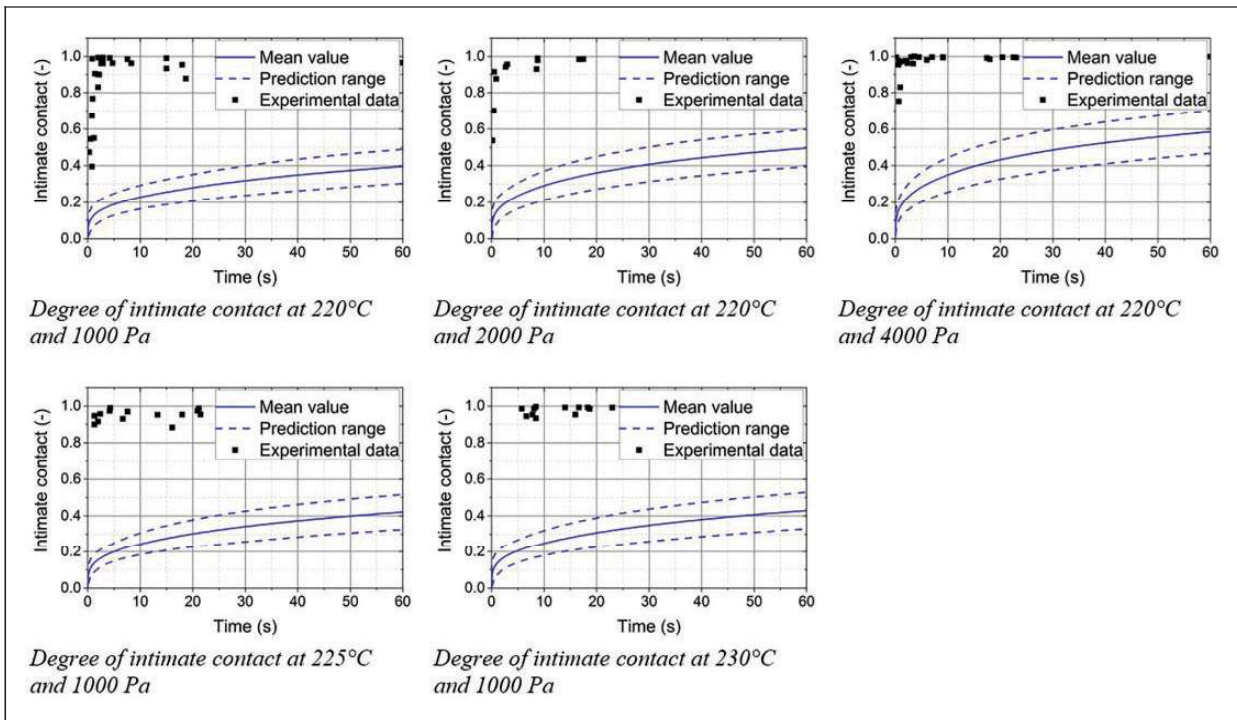 1.0
0.8
0.6
0.4
0.2
0.0
Intimate contact (-)
Mean value
Prediction range
Experimental data
0 10 20 30 40 50 60
Time (s)
Degree of intimate contact at 220°C
and 1000 Pa
1.0
0.8
0.6
0.4
0.2
0.0
Intimate contact (-)
Mean value
Prediction range
Experimental data
0 10 20 30 40 50 60
Time (s)
Degree of intimate contact at 220°C
and 2000 Pa
1.0
0.8
0.6
0.4
0.2
0.0
Intimate contact (-)
Mean value
Prediction range
Experimental data
0 10 20 30 40 50 60
Time (s)
Degree of intimate contact at 220°C
and 4000 Pa
1.0
0.8
0.6
0.4
0.2
0.0
Intimate contact (-)
Mean value
Prediction range
Experimental data
0 10 20 30 40 50 60
Time (s)
Degree of intimate contact at 225°C
and 1000 Pa
1.0
0.8
0.6
0.4
0.2
0.0
Intimate contact (-)
Mean value
Prediction range
Experimental data
0 10 20 30 40 50 60
Time (s)
Degree of intimate contact at 230°C
and 1000 Pa